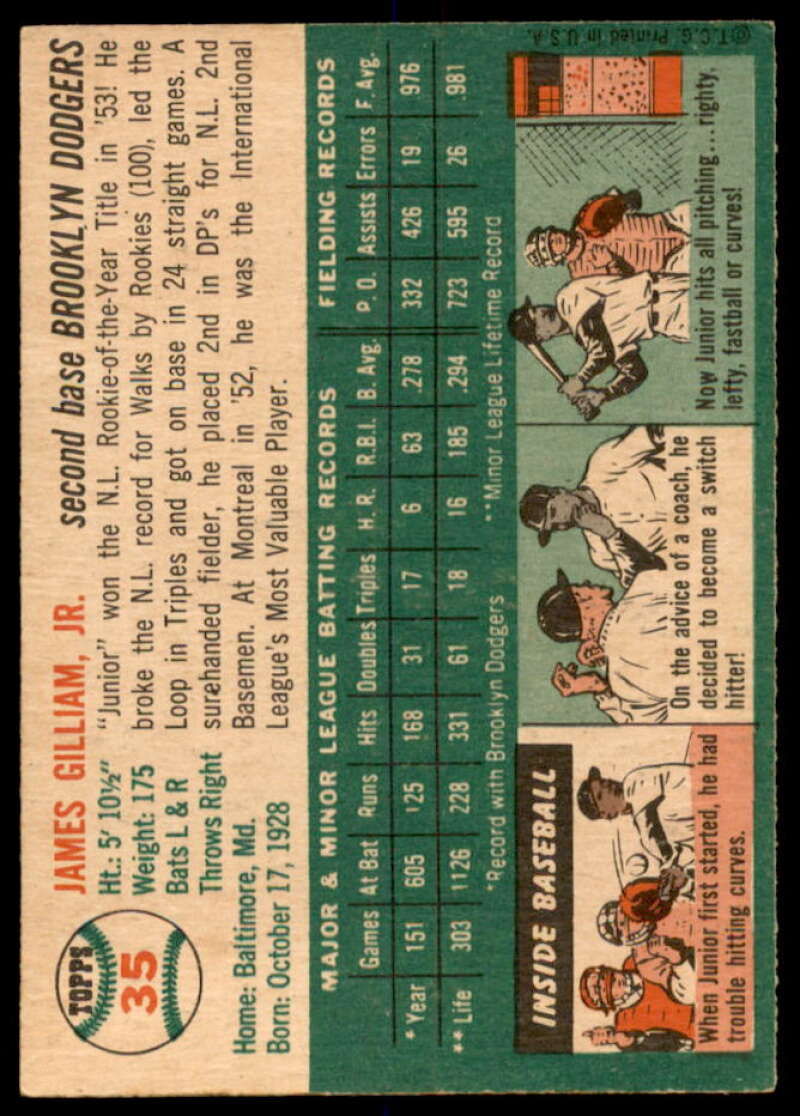 TOPPS
35
JAMES GILLIAM, JR. second base BROOKLYN DODGERS
Ht.: 5' 10½"
Weight: 175
Bats L & R
Throws Right
Home: Baltimore, Md.
Born: October 17, 1928
"Junior" won the N.L. Rookie-of-the-Year Title in '53! He
broke the N.L. record for Walks by Rookies (100), led the
Loop in Triples and got on base in 24 straight games. A
surehanded fielder, he placed 2nd in DP's for N.L. 2nd
Basemen. At Montreal in '52, he was the International
League's Most Valuable Player.
MAJOR & MINOR LEAGUE BATTING RECORDS FIELDING RECORDS
Games At Bat Runs Hits Doubles Triples H. R. R.B.I. B. Avg. P. O. Assists Errors F. Avg.
* Year 151 605 125 168 31 17 6 63 .278 332 426 19 .976
** Life 303 1126 228 331 61 18 16 185 .294 723 595 26 .981
*Record with Brooklyn Dodgers **Minor League Lifetime Record
INSIDE BASEBALL
When Junior first started, he had
trouble hitting curves.
On the advice of a coach, he
decided to become a switch
hitter!
Now Junior hits all pitching...righty,
lefty, fastball or curves!
©T.C.G. Printed in U.S.A.